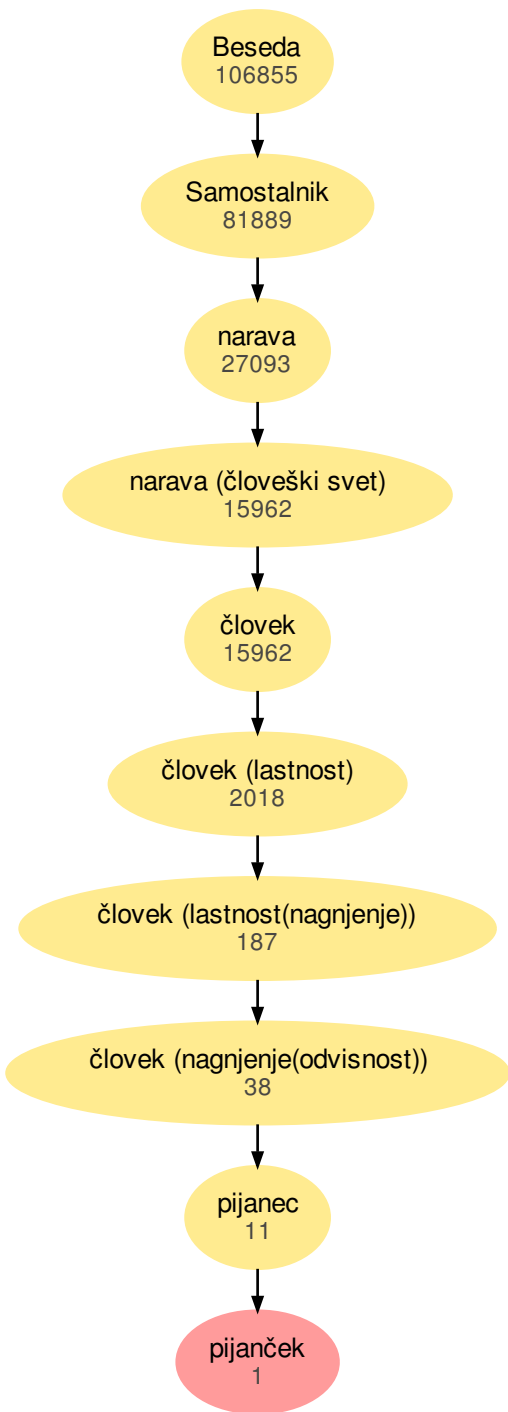 Beseda
106855
Samostalnik
81889
narava
27093
narava (človeški svet)
15962
človek
15962
človek (lastnost)
2018
človek (lastnost(nagnjenje))
187
človek (nagnjenje(odvisnost))
38
pijanec
11
pijanček
1